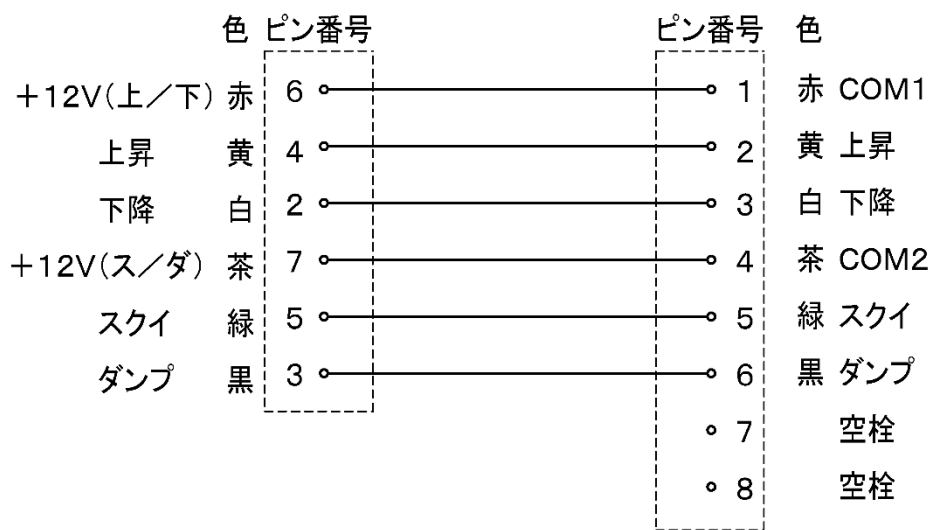 色 ピン番号 ピン番号 色
+12V(上/下) 赤 6 1 赤 COM1
上昇 黄 4 2 黄 上昇
下降 白 2 3 白 下降
+12V(ス/ダ) 茶 7 4 茶 COM2
スクイ 緑 5 5 緑 スクイ
ダンプ 黒 3 6 黒 ダンプ
7 空栓
8 空栓